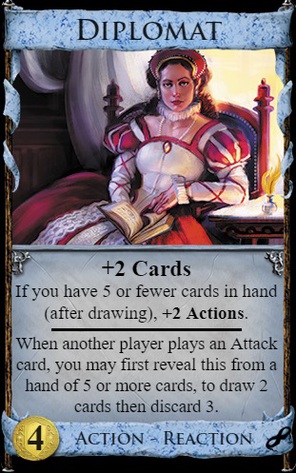 DIPLOMAT
+2 Cards
If you have 5 or fewer cards in hand
(after drawing), +2 Actions.
When another player plays an Attack
card, you may first reveal this from a
hand of 5 or more cards, to draw 2
cards then discard 3.
4
ACTION – REACTION